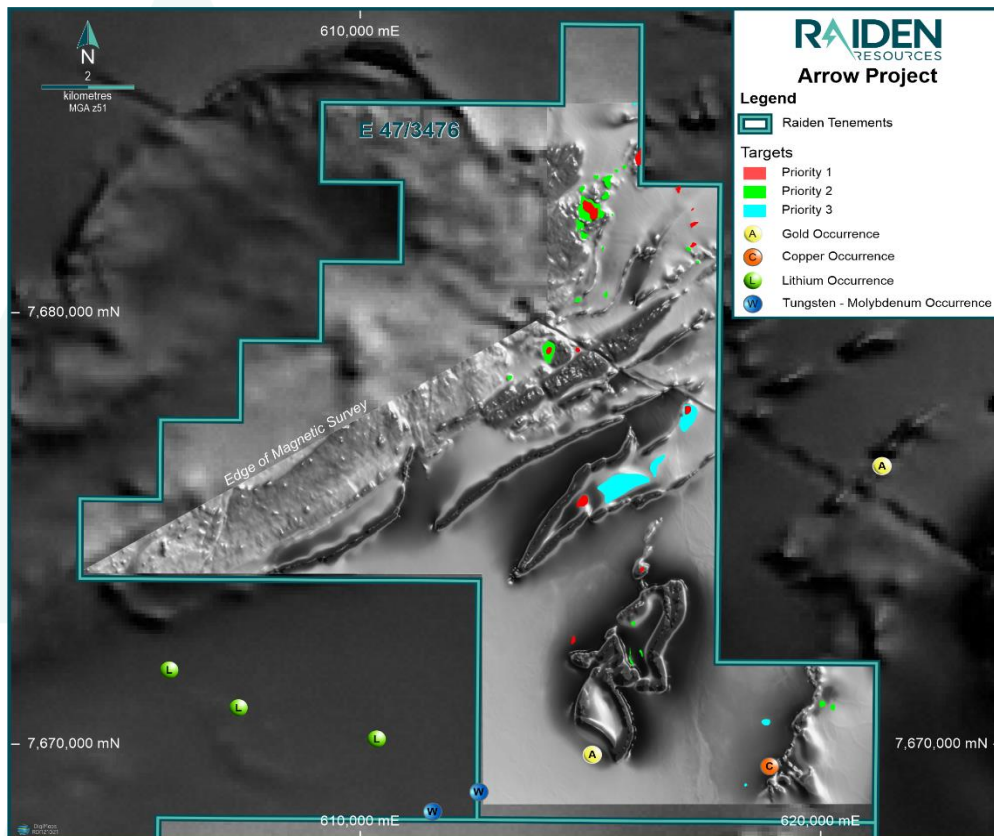 610,000 mE
N
2
kilometres
MGA z51
E 47/3476
RAIDEN
RESOURCES
Arrow Project
Legend
Raiden Tenements
Targets
Priority 1
Priority 2
Priority 3
A Gold Occurrence
C Copper Occurrence
L Lithium Occurrence
W Tungsten - Molybdenum Occurrence
7,680,000 mN
Edge of Magnetic Survey
A
L
L
L
7,670,000 mN
7,670,000 mN
A
C
W
W
610,000 mE
620,000 mE